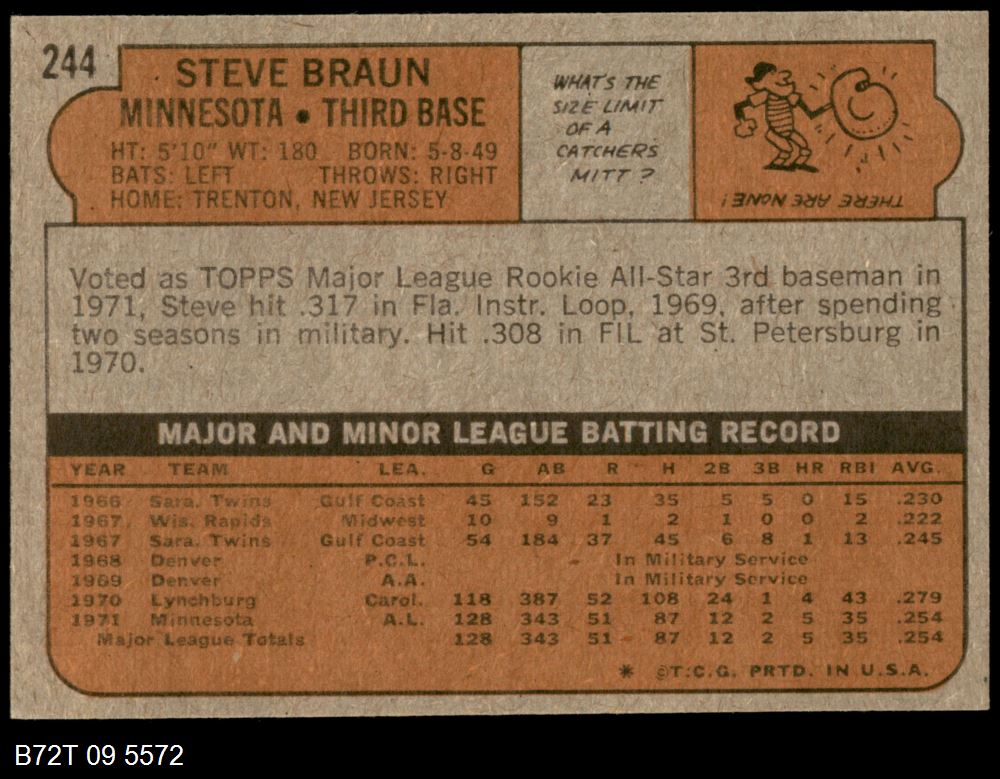 244
STEVE BRAUN
MINNESOTA • THIRD BASE
HT: 5'10" WT: 180 BORN: 5-8-49
BATS: LEFT THROWS: RIGHT
HOME: TRENTON, NEW JERSEY
WHAT'S THE
SIZE LIMIT
OF A
CATCHERS
MITT ?
THERE ARE NONE!
Voted as TOPPS Major League Rookie All-Star 3rd baseman in
1971, Steve hit .317 in Fla. Instr. Loop, 1969, after spending
two seasons in military. Hit .308 in FIL at St. Petersburg in
1970.
MAJOR AND MINOR LEAGUE BATTING RECORD
YEAR TEAM LEA. G AB R H 2B 3B HR RBI AVG.
1966 Sara. Twins Gulf Coast 45 152 23 35 5 5 0 15 .230
1967 Wis. Rapids Midwest 10 9 1 2 1 0 0 2 .222
1967 Sara. Twins Gulf Coast 54 184 37 45 6 8 1 13 .245
1968 Denver P.C.L. In Military Service
1969 Denver A.A. In Military Service
1970 Lynchburg Carol. 118 387 52 108 24 1 4 43 .279
1971 Minnesota A.L. 128 343 51 87 12 2 5 35 .254
Major League Totals 128 343 51 87 12 2 5 35 .254
* ©T.C.G. PRTD. IN U.S.A.
B72T 09 5572